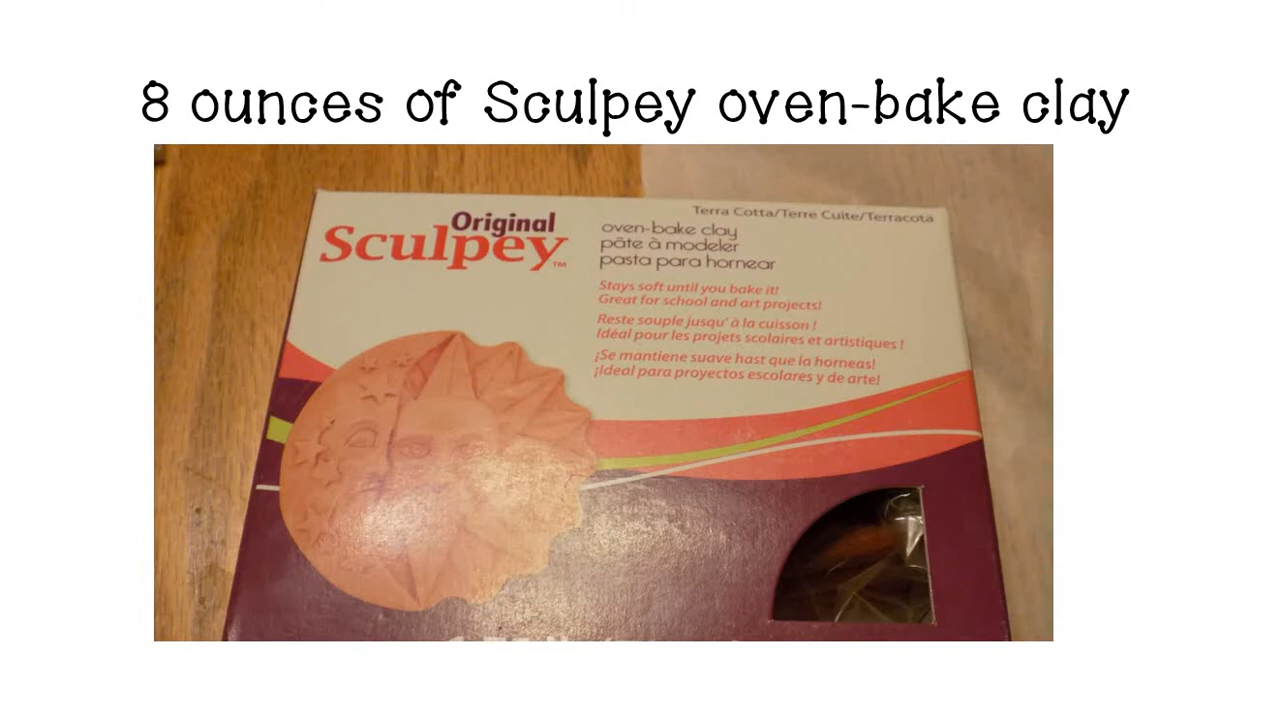 8 ounces of Sculpey oven-bake clay
Original
Sculpey™
Terra Cotta/Terre Cuite/Terracota
oven-bake clay
pâte à modeler
pasta para hornear
Stays soft until you bake it!
Great for school and art projects!
Reste souple jusqu' à la cuisson !
Idéal pour les projets scolaires et artistiques !
¡Se mantiene suave hast que la horneas!
¡Ideal para proyectos escolares y de arte!